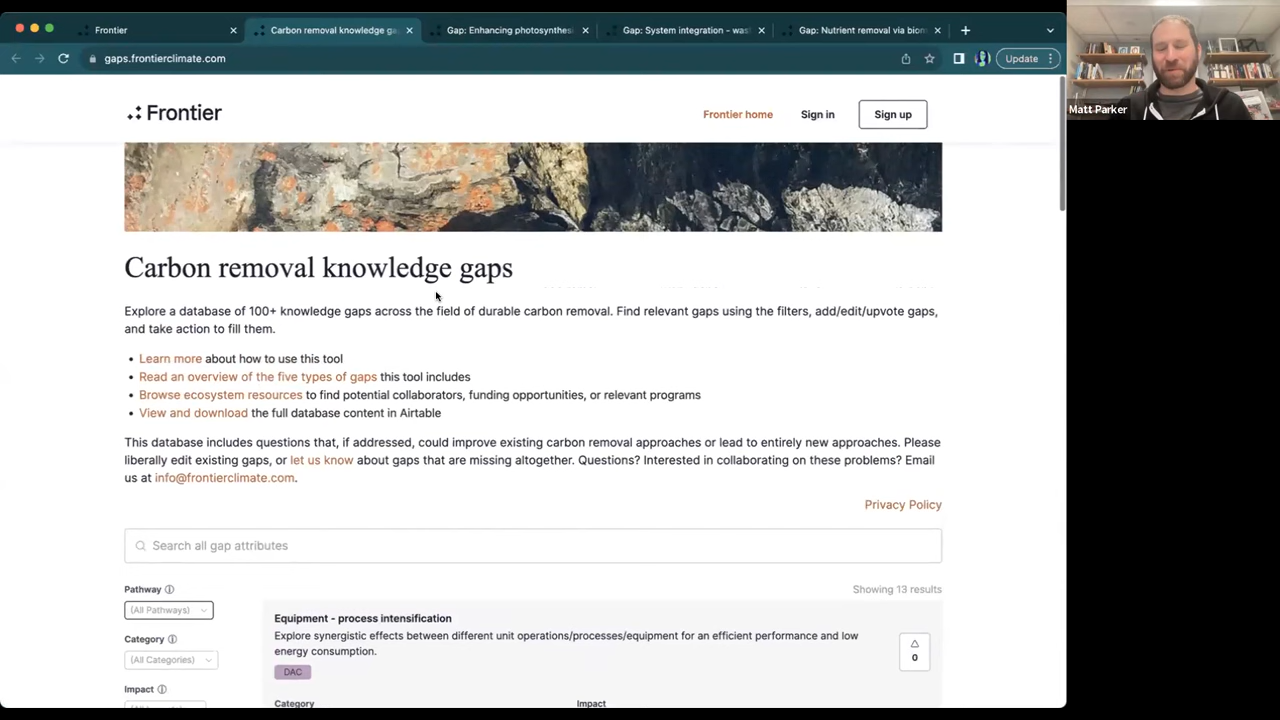 Frontier
Carbon removal knowledge ga
Gap: Enhancing photosynthes
Gap: System integration - was
Gap: Nutrient removal via bio
gaps.frontierclimate.com
Update
Matt Parker
Frontier
Frontier home
Sign in
Sign up
Carbon removal knowledge gaps
Explore a database of 100+ knowledge gaps across the field of durable carbon removal. Find relevant gaps using the filters, add/edit/upvote gaps,
and take action to fill them.
• Learn more about how to use this tool
• Read an overview of the five types of gaps this tool includes
• Browse ecosystem resources to find potential collaborators, funding opportunities, or relevant programs
• View and download the full database content in Airtable
This database includes questions that, if addressed, could improve existing carbon removal approaches or lead to entirely new approaches. Please
liberally edit existing gaps, or let us know about gaps that are missing altogether. Questions? Interested in collaborating on these problems? Email
us at info@frontierclimate.com.
Privacy Policy
Search all gap attributes
Pathway
Showing 13 results
(All Pathways)
Equipment - process intensification
Explore synergistic effects between different unit operations/processes/equipment for an efficient performance and low
energy consumption.
Category
(All Categories)
0
DAC
Impact
Category
Impact